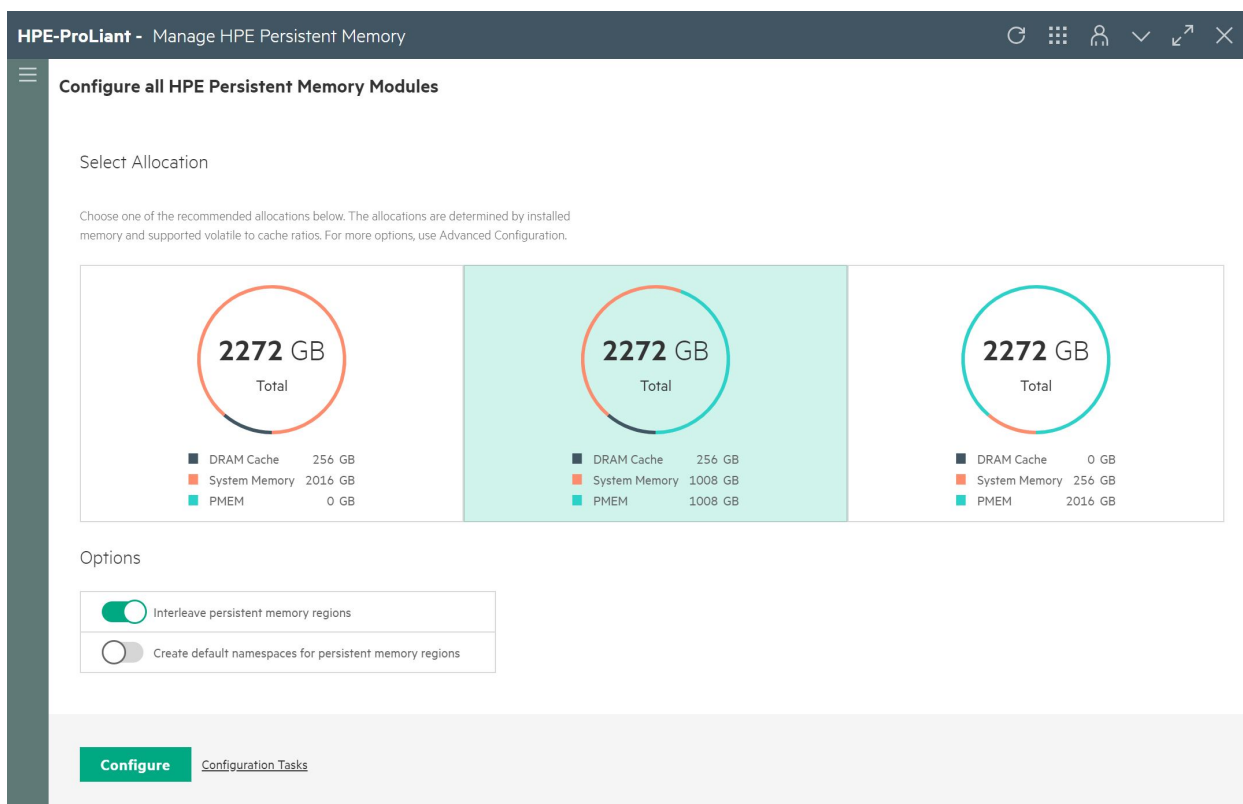 HPE-ProLiant - Manage HPE Persistent Memory
Configure all HPE Persistent Memory Modules
Select Allocation
Choose one of the recommended allocations below. The allocations are determined by installed
memory and supported volatile to cache ratios. For more options, use Advanced Configuration.
2272 GB
Total
DRAM Cache 256 GB
System Memory 2016 GB
PMEM 0 GB
2272 GB
Total
DRAM Cache 256 GB
System Memory 1008 GB
PMEM 1008 GB
2272 GB
Total
DRAM Cache 0 GB
System Memory 256 GB
PMEM 2016 GB
Options
Interleave persistent memory regions
Create default namespaces for persistent memory regions
Configure Configuration Tasks